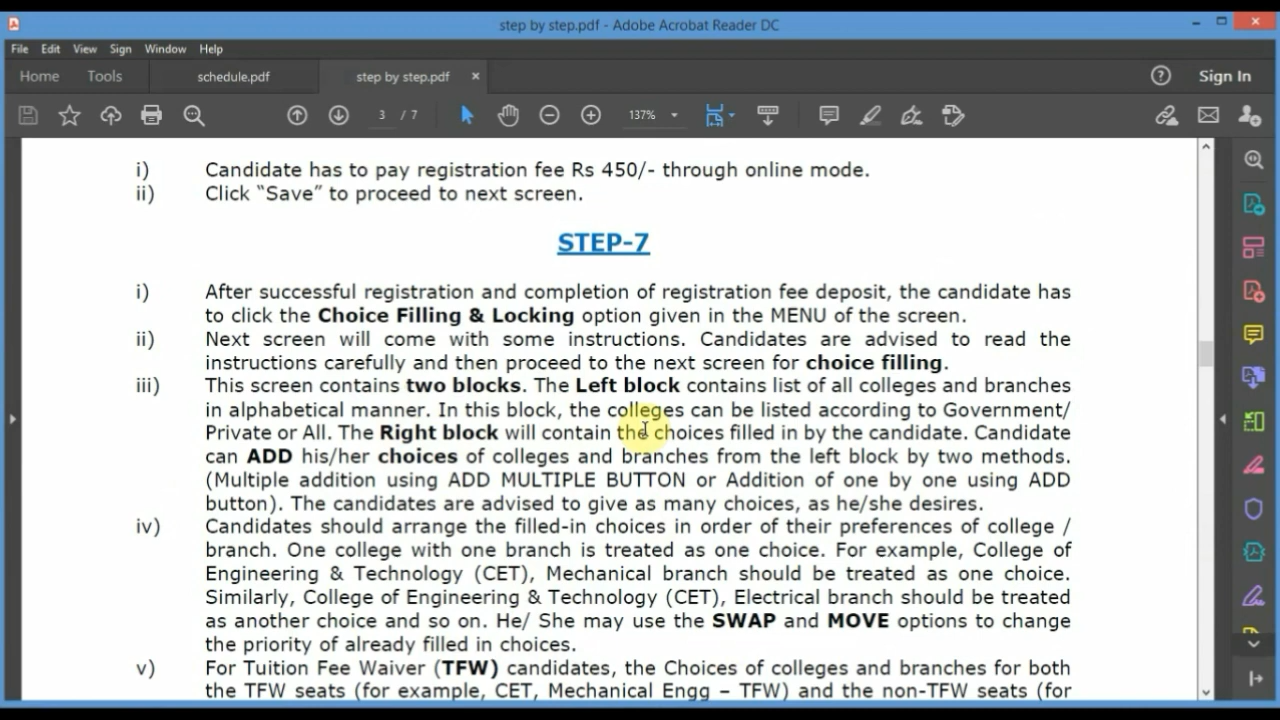 step by step.pdf - Adobe Acrobat Reader DC
File Edit View Sign Window Help
Home Tools schedule.pdf step by step.pdf × Sign In
3 / 7 137%
i) Candidate has to pay registration fee Rs 450/- through online mode.
ii) Click “Save” to proceed to next screen.
STEP-7
i) After successful registration and completion of registration fee deposit, the candidate has
to click the Choice Filling & Locking option given in the MENU of the screen.
ii) Next screen will come with some instructions. Candidates are advised to read the
instructions carefully and then proceed to the next screen for choice filling.
iii) This screen contains two blocks. The Left block contains list of all colleges and branches
in alphabetical manner. In this block, the colleges can be listed according to Government/
Private or All. The Right block will contain the choices filled in by the candidate. Candidate
can ADD his/her choices of colleges and branches from the left block by two methods.
(Multiple addition using ADD MULTIPLE BUTTON or Addition of one by one using ADD
button). The candidates are advised to give as many choices, as he/she desires.
iv) Candidates should arrange the filled-in choices in order of their preferences of college /
branch. One college with one branch is treated as one choice. For example, College of
Engineering & Technology (CET), Mechanical branch should be treated as one choice.
Similarly, College of Engineering & Technology (CET), Electrical branch should be treated
as another choice and so on. He/ She may use the SWAP and MOVE options to change
the priority of already filled in choices.
v) For Tuition Fee Waiver (TFW) candidates, the Choices of colleges and branches for both
the TFW seats (for example, CET, Mechanical Engg – TFW) and the non-TFW seats (for